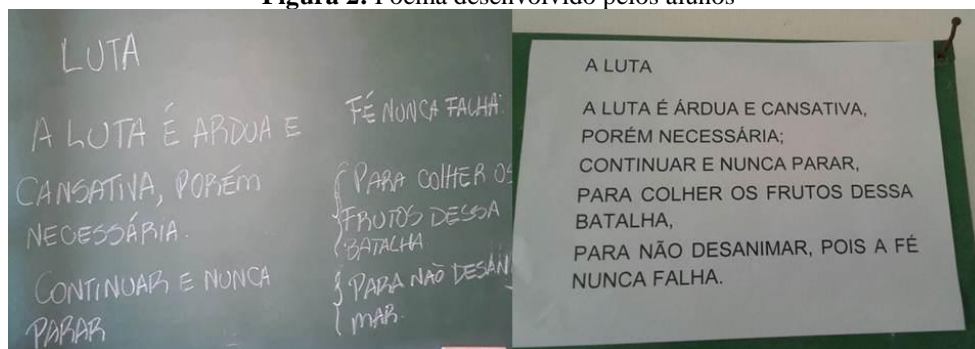 Figura 2: Poema desenvolvido pelos alunos
LUTA
A LUTA É ARDUA E
CANSATIVA, PORÉM
NECESSÁRIA.
CONTINUAR E NUNCA
PARAR
FÉ NUNCA FALHA.
PARA COLHER OS
FRUTOS DESSA
BATALHA
PARA NÃO DESANI
MAR.
A LUTA
A LUTA É ÁRDUA E CANSATIVA,
PORÉM NECESSÁRIA;
CONTINUAR E NUNCA PARAR,
PARA COLHER OS FRUTOS DESSA
BATALHA,
PARA NÃO DESANIMAR, POIS A FÉ
NUNCA FALHA.